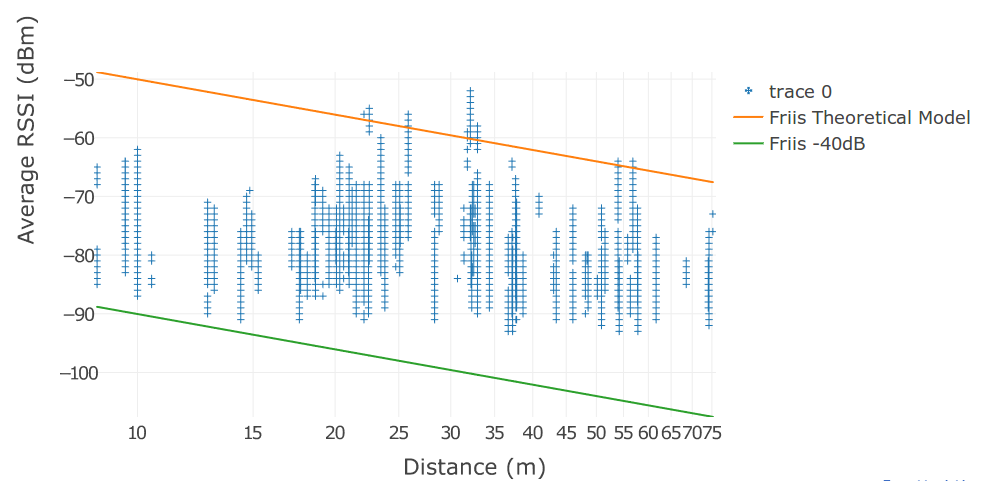 Average RSSI (dBm)
−50
−60
−70
−80
−90
−100
10 15 20 25 30 35 40 45 50 55 60 65 70 75
Distance (m)
trace 0
Friis Theoretical Model
Friis -40dB